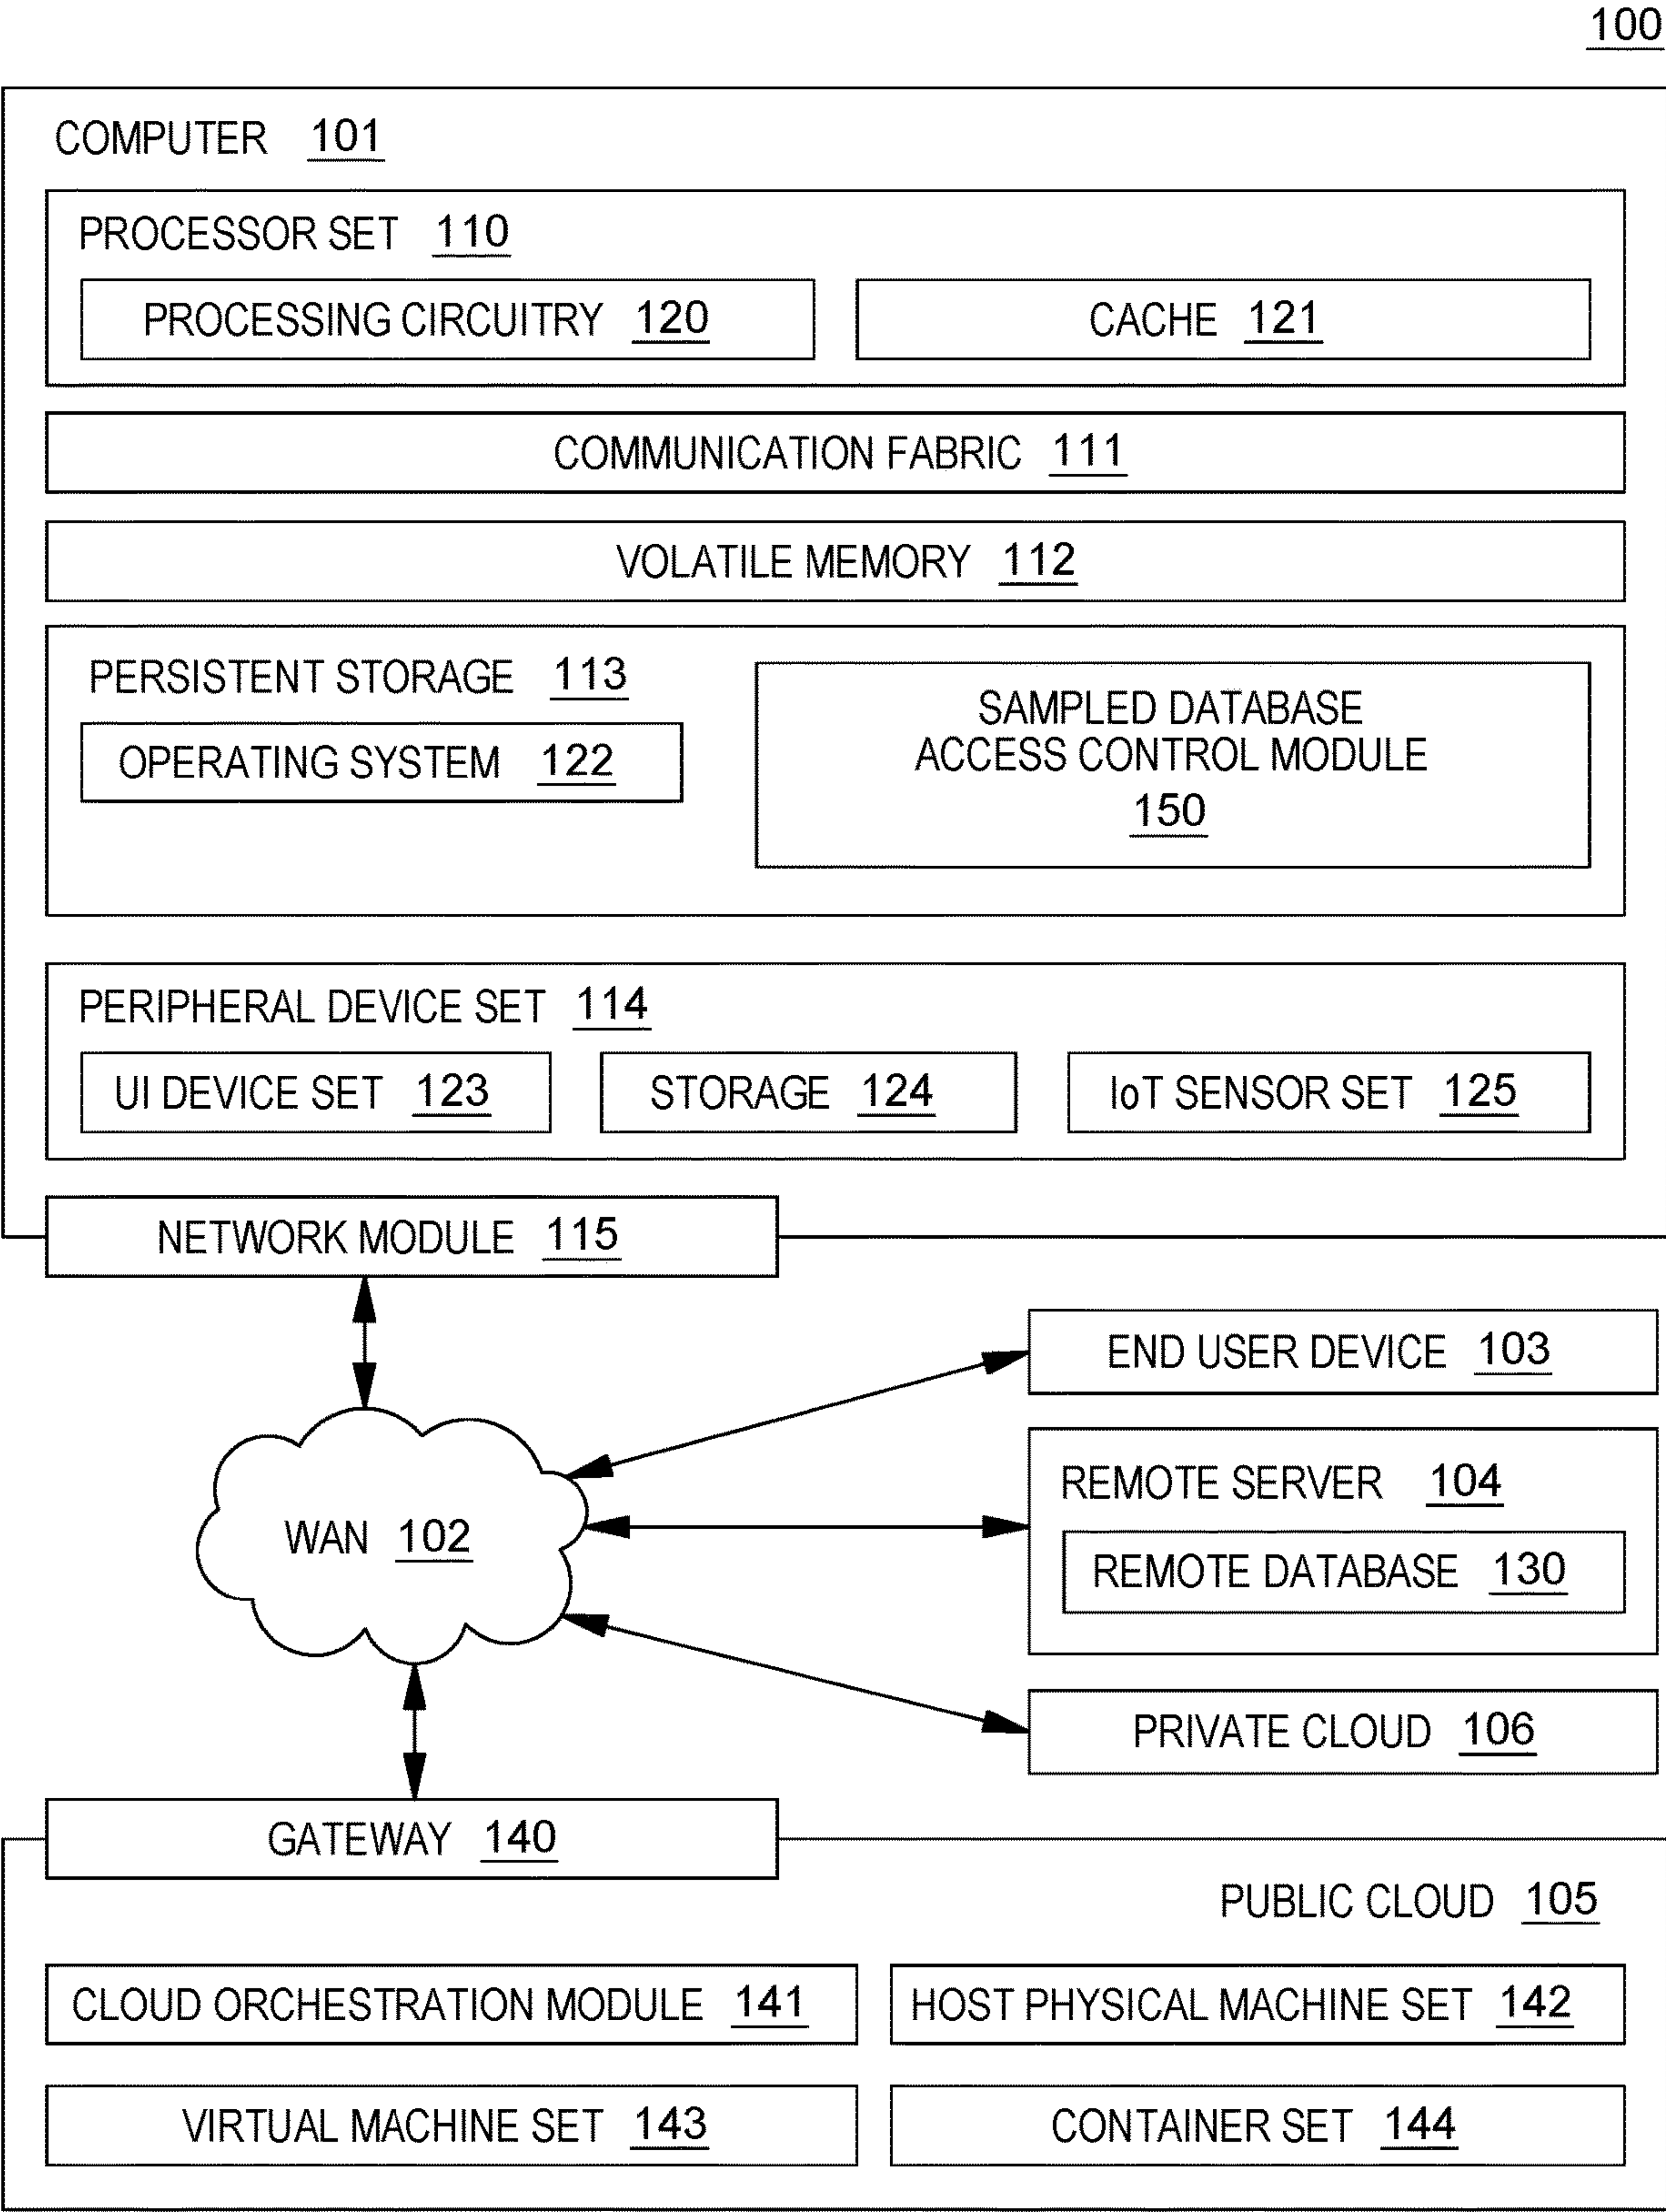 100
COMPUTER 101
PROCESSOR SET 110
PROCESSING CIRCUITRY 120
CACHE 121
COMMUNICATION FABRIC 111
VOLATILE MEMORY 112
PERSISTENT STORAGE 113
OPERATING SYSTEM 122
SAMPLED DATABASE
ACCESS CONTROL MODULE
150
PERIPHERAL DEVICE SET 114
UI DEVICE SET 123
STORAGE 124
IoT SENSOR SET 125
NETWORK MODULE 115
END USER DEVICE 103
WAN 102
REMOTE SERVER 104
REMOTE DATABASE 130
PRIVATE CLOUD 106
GATEWAY 140
PUBLIC CLOUD 105
CLOUD ORCHESTRATION MODULE 141
HOST PHYSICAL MACHINE SET 142
VIRTUAL MACHINE SET 143
CONTAINER SET 144